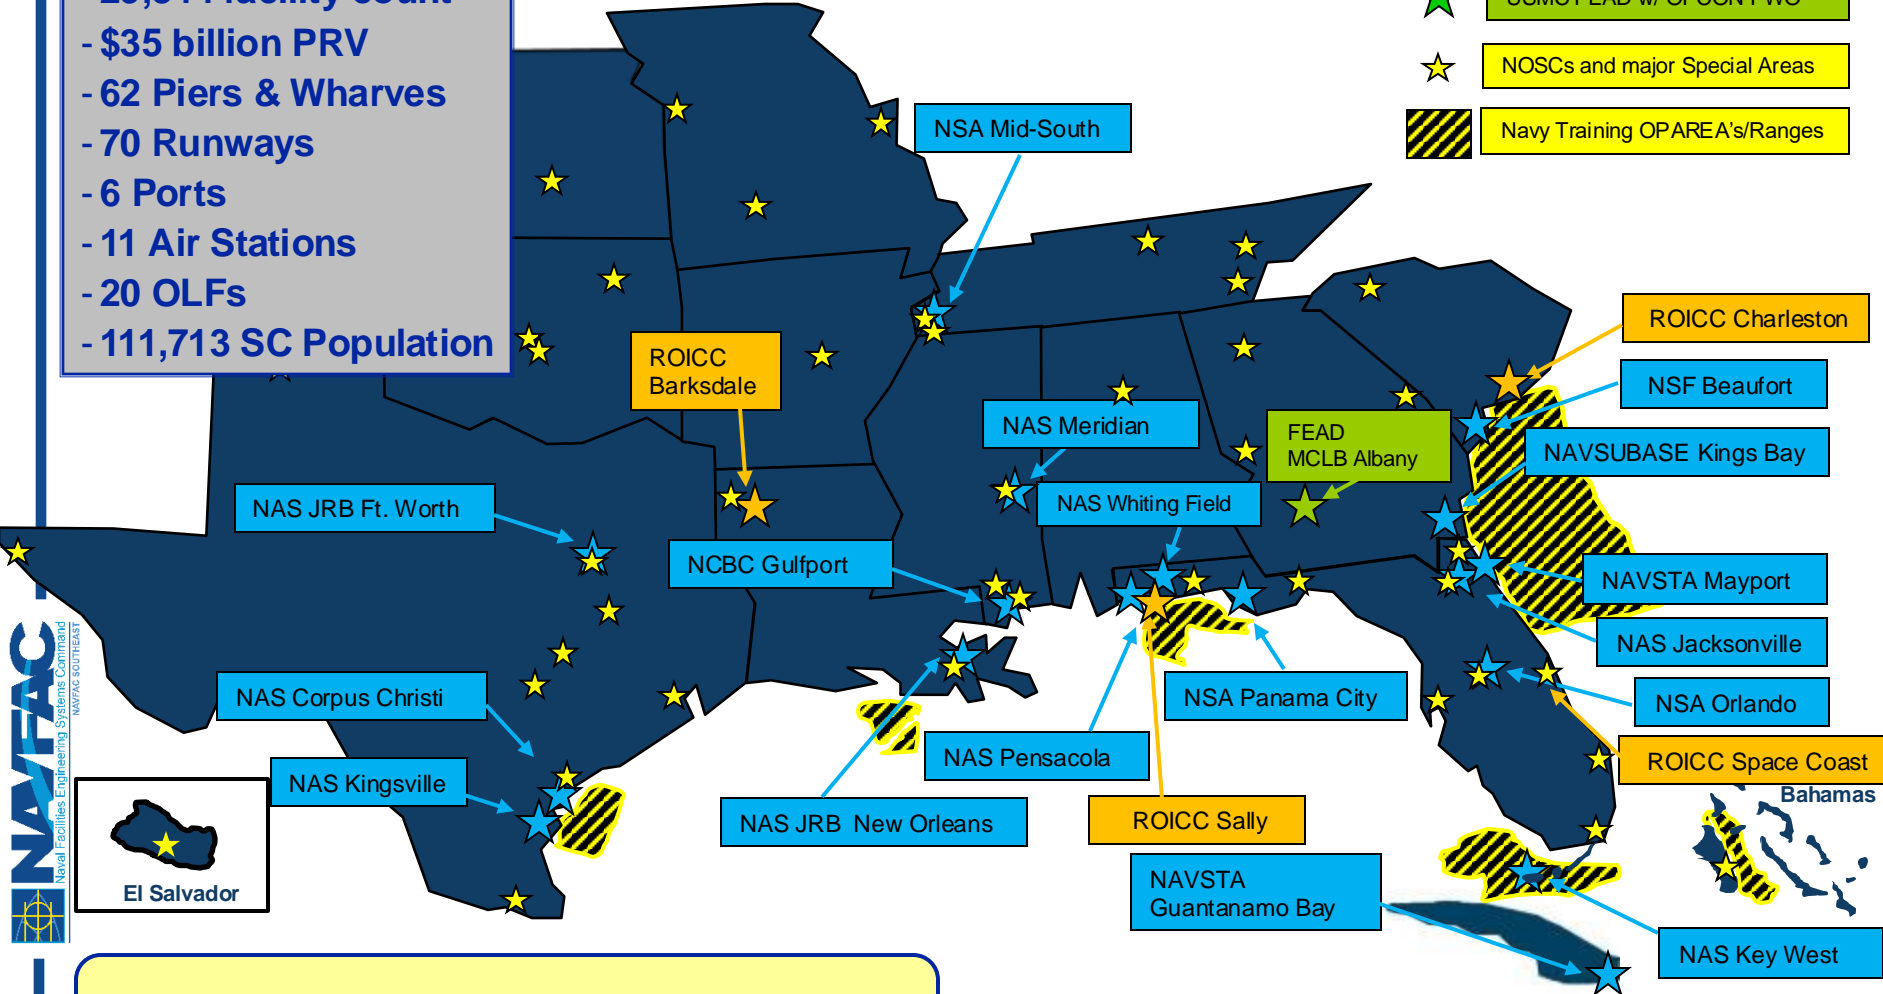 - $35 billion PRV
- 62 Piers & Wharves
- 70 Runways
- 6 Ports
- 11 Air Stations
- 20 OLFs
- 111,713 SC Population
NOSCs and major Special Areas
Navy Training OPAREA's/Ranges
NSA Mid-South
ROICC Charleston
ROICC
Barksdale
NSF Beaufort
NAS Meridian
FEAD
MCLB Albany
NAVSUBASE Kings Bay
NAS JRB Ft. Worth
NAS Whiting Field
NCBC Gulfport
NAVSTA Mayport
NAS Jacksonville
NAS Corpus Christi
NSA Panama City
NSA Orlando
NAS Pensacola
ROICC Space Coast
NAS Kingsville
Bahamas
NAS JRB New Orleans
ROICC Sally
NAVSTA
Guantanamo Bay
El Salvador
NAS Key West
NAVFAC
Naval Facilities Engineering Systems Command
NAVFAC SOUTHEAST